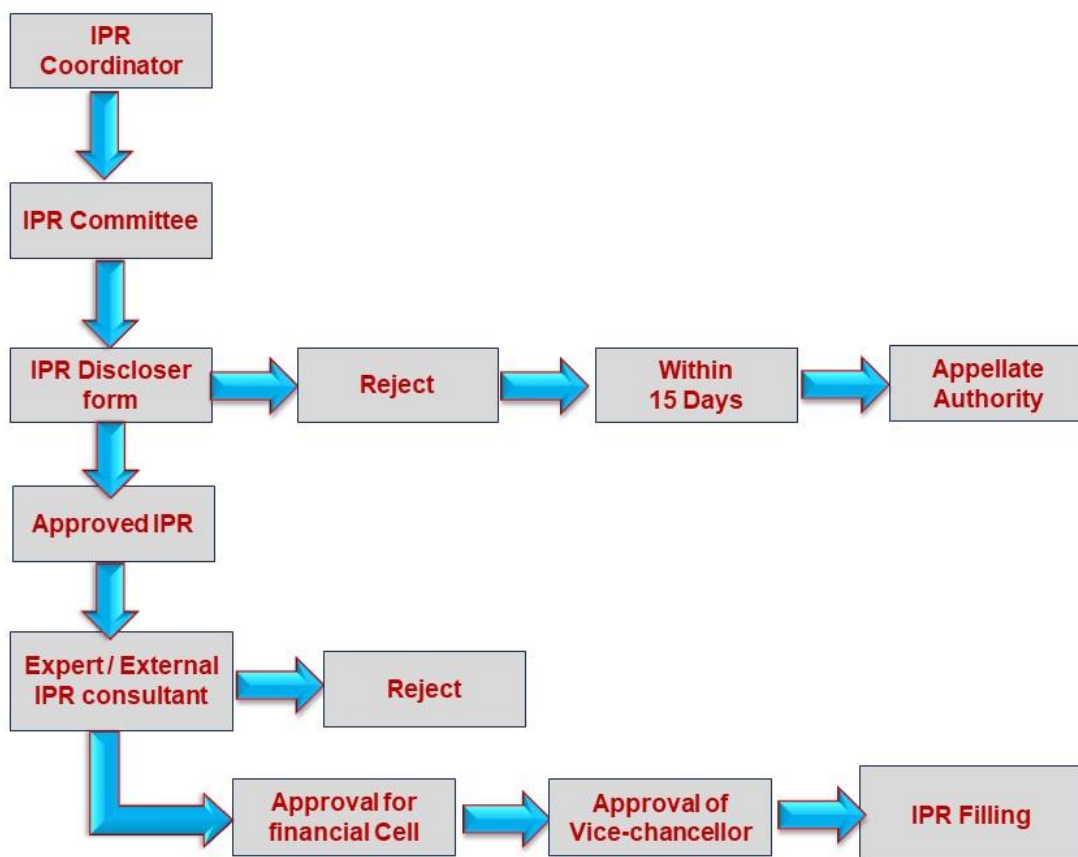 IPR
Coordinator
IPR Committee
IPR Discloser
form
Reject
Within
15 Days
Appellate
Authority
Approved IPR
Expert / External
IPR consultant
Reject
Approval for
financial Cell
Approval of
Vice-chancellor
IPR Filling